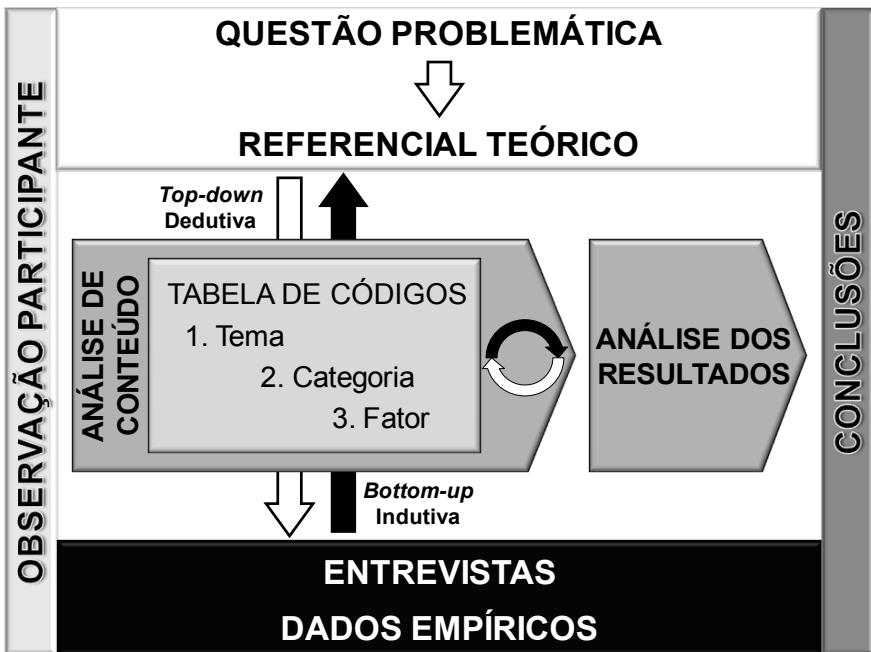 OBSERVAÇÃO PARTICIPANTE
QUESTÃO PROBLEMÁTICA
REFERENCIAL TEÓRICO
Top-down
Dedutiva
ANÁLISE DE
CONTEÚDO
TABELA DE CÓDIGOS
1. Tema
2. Categoria
3. Fator
ANÁLISE DOS
RESULTADOS
Bottom-up
Indutiva
ENTREVISTAS
DADOS EMPÍRICOS
CONCLUSÕES